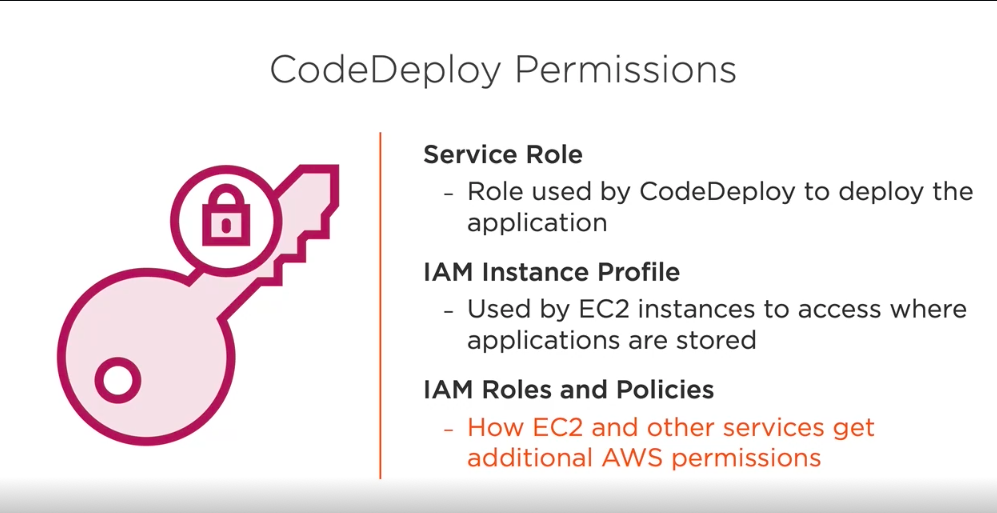 CodeDeploy Permissions
Service Role
- Role used by CodeDeploy to deploy the
application
IAM Instance Profile
- Used by EC2 instances to access where
applications are stored
IAM Roles and Policies
- How EC2 and other services get
additional AWS permissions